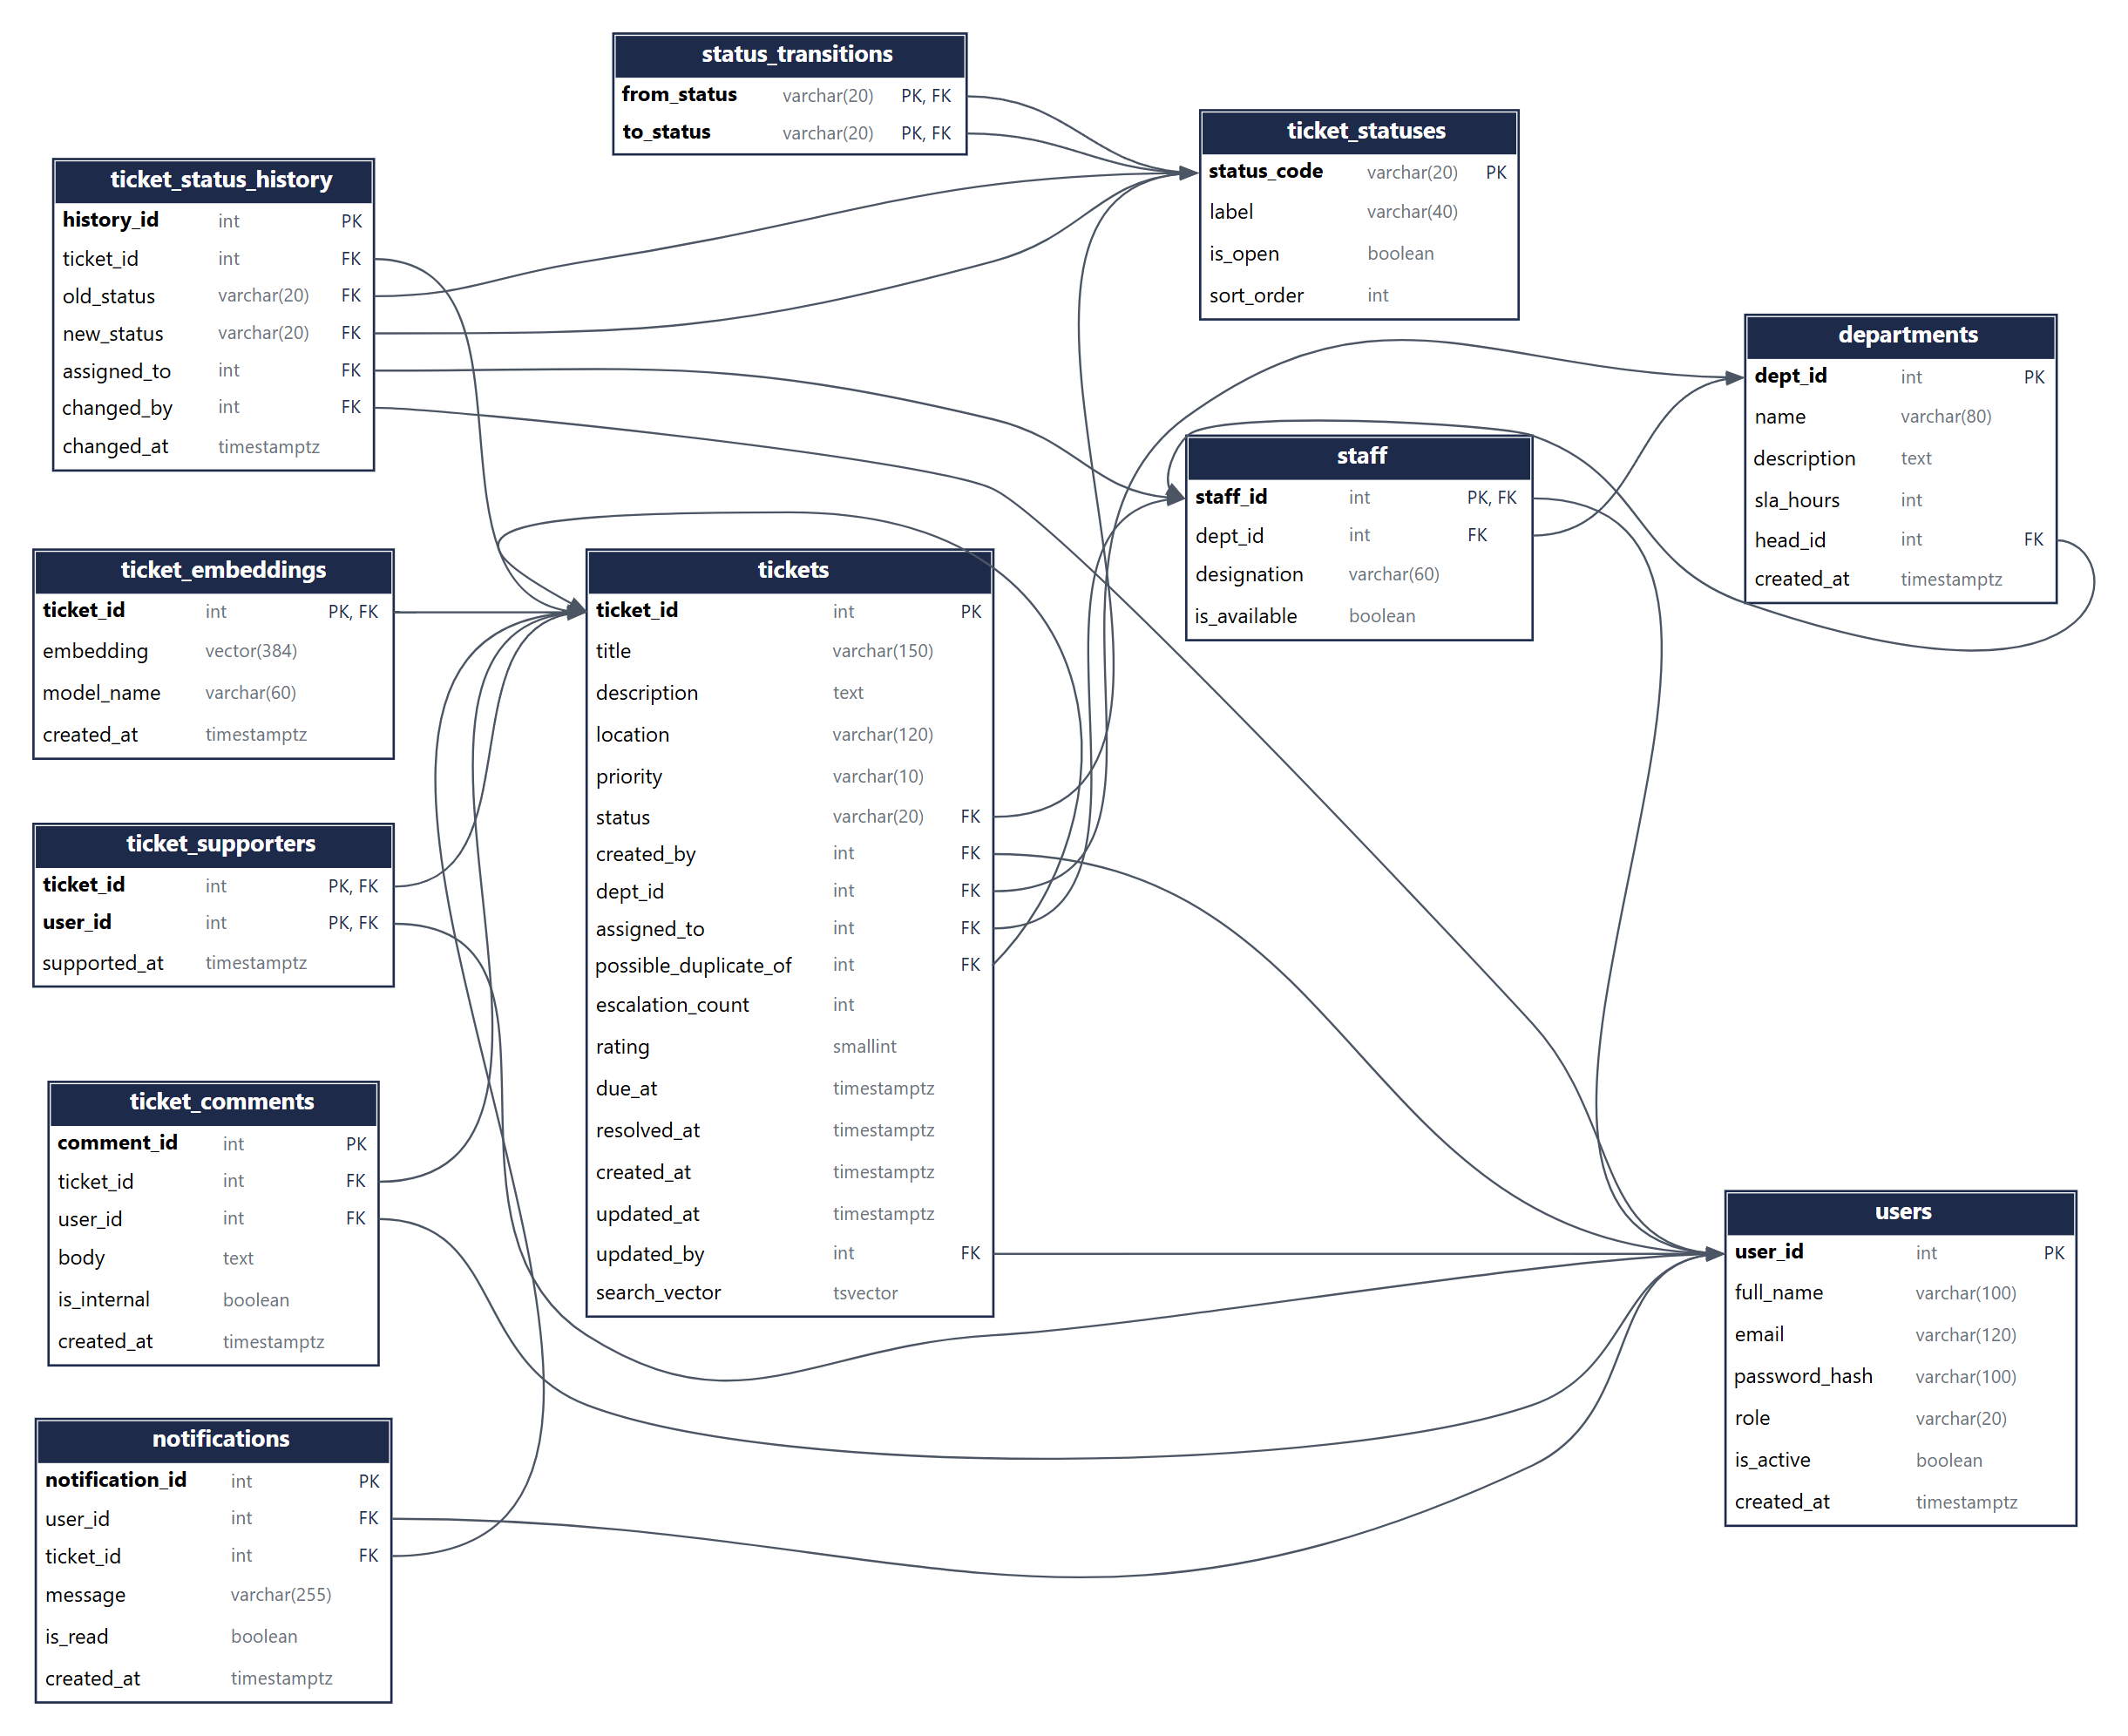 status_transitions
from_status varchar(20) PK, FK
to_status varchar(20) PK, FK
ticket_statuses
status_code varchar(20) PK
label varchar(40)
is_open boolean
sort_order int
ticket_status_history
history_id int PK
ticket_id int FK
old_status varchar(20) FK
new_status varchar(20) FK
assigned_to int FK
changed_by int FK
changed_at timestamptz
departments
dept_id int PK
name varchar(80)
description text
sla_hours int
head_id int FK
created_at timestamptz
staff
staff_id int PK, FK
dept_id int FK
designation varchar(60)
is_available boolean
ticket_embeddings
ticket_id int PK, FK
embedding vector(384)
model_name varchar(60)
created_at timestamptz
tickets
ticket_id int PK
title varchar(150)
description text
location varchar(120)
priority varchar(10)
status varchar(20) FK
created_by int FK
dept_id int FK
assigned_to int FK
possible_duplicate_of int FK
escalation_count int
rating smallint
due_at timestamptz
resolved_at timestamptz
created_at timestamptz
updated_at timestamptz
updated_by int FK
search_vector tsvector
ticket_supporters
ticket_id int PK, FK
user_id int PK, FK
supported_at timestamptz
ticket_comments
comment_id int PK
ticket_id int FK
user_id int FK
body text
is_internal boolean
created_at timestamptz
users
user_id int PK
full_name varchar(100)
email varchar(120)
password_hash varchar(100)
role varchar(20)
is_active boolean
created_at timestamptz
notifications
notification_id int PK
user_id int FK
ticket_id int FK
message varchar(255)
is_read boolean
created_at timestamptz